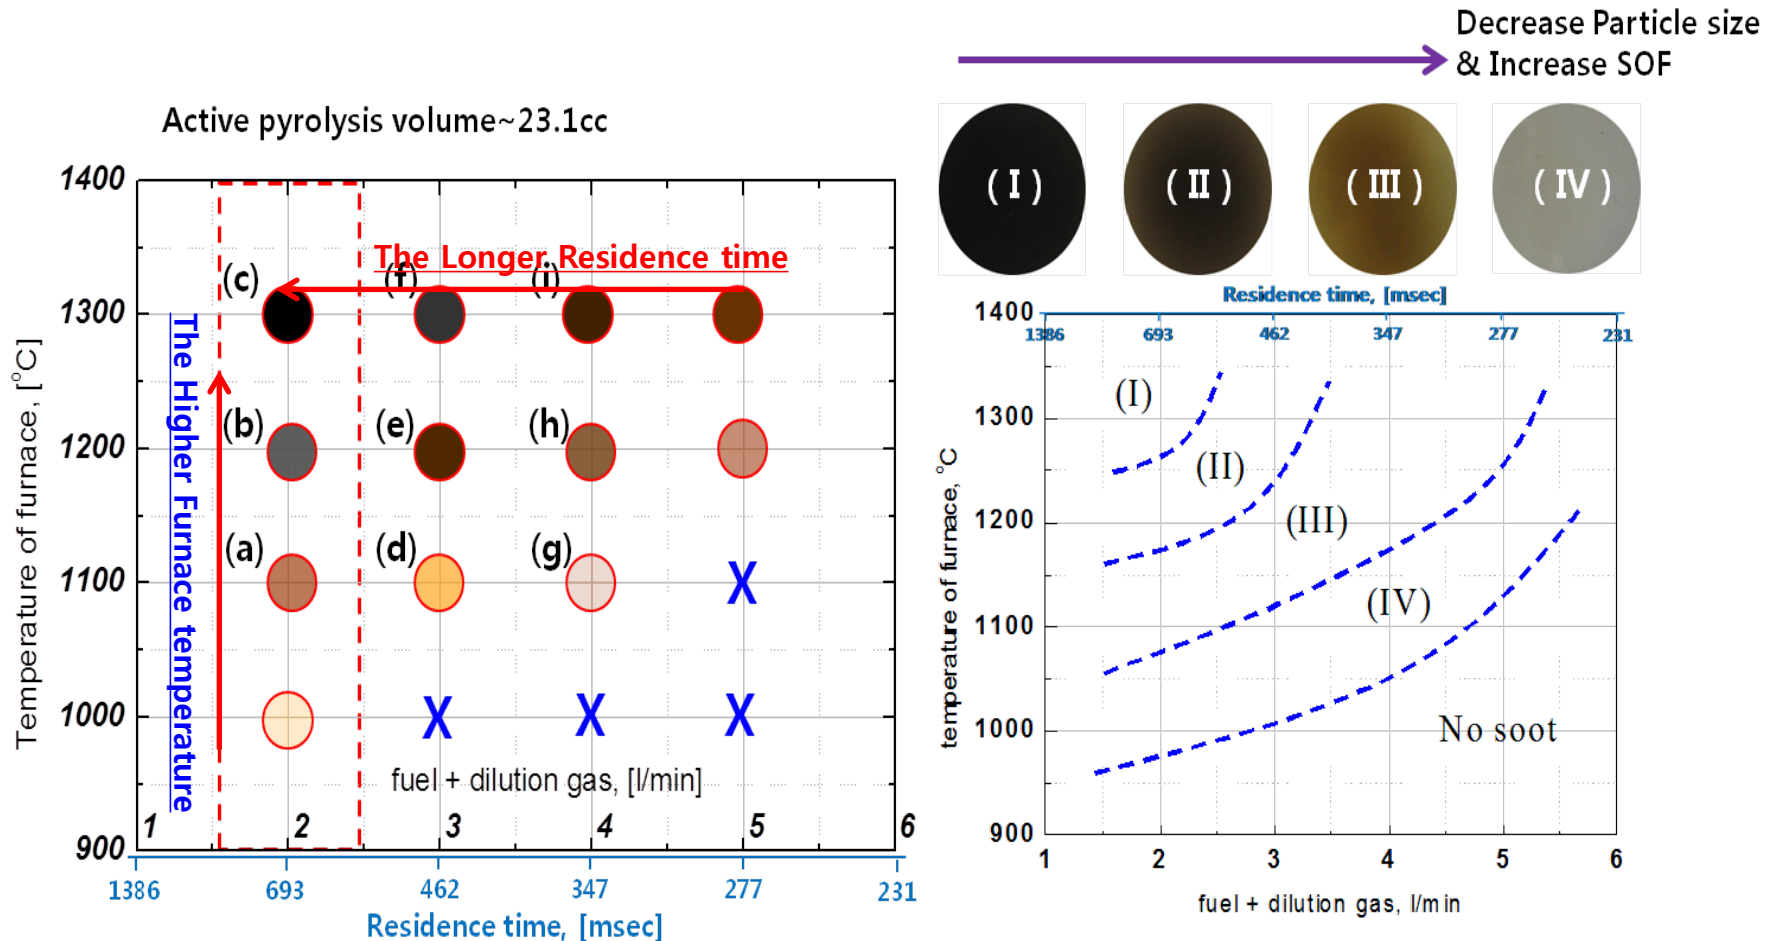 Decrease Particle size
& Increase SOF
Active pyrolysis volume~23.1cc
(I)
(II)
(III)
(IV)
Temperature of furnace, [°C]
1400
1300
1200
1100
1000
900
The Higher Furnace temperature
The Longer Residence time
(c)
(f)
(i)
(b)
(e)
(h)
(a)
(d)
(g)
X
X
X
X
fuel + dilution gas, [l/min]
1
2
3
4
5
6
1386
693
462
347
277
231
Residence time, [msec]
Residence time, [msec]
1386
693
462
347
277
231
temperature of furnace, °C
1400
1300
1200
1100
1000
900
(I)
(II)
(III)
(IV)
No soot
1
2
3
4
5
6
fuel + dilution gas, l/min